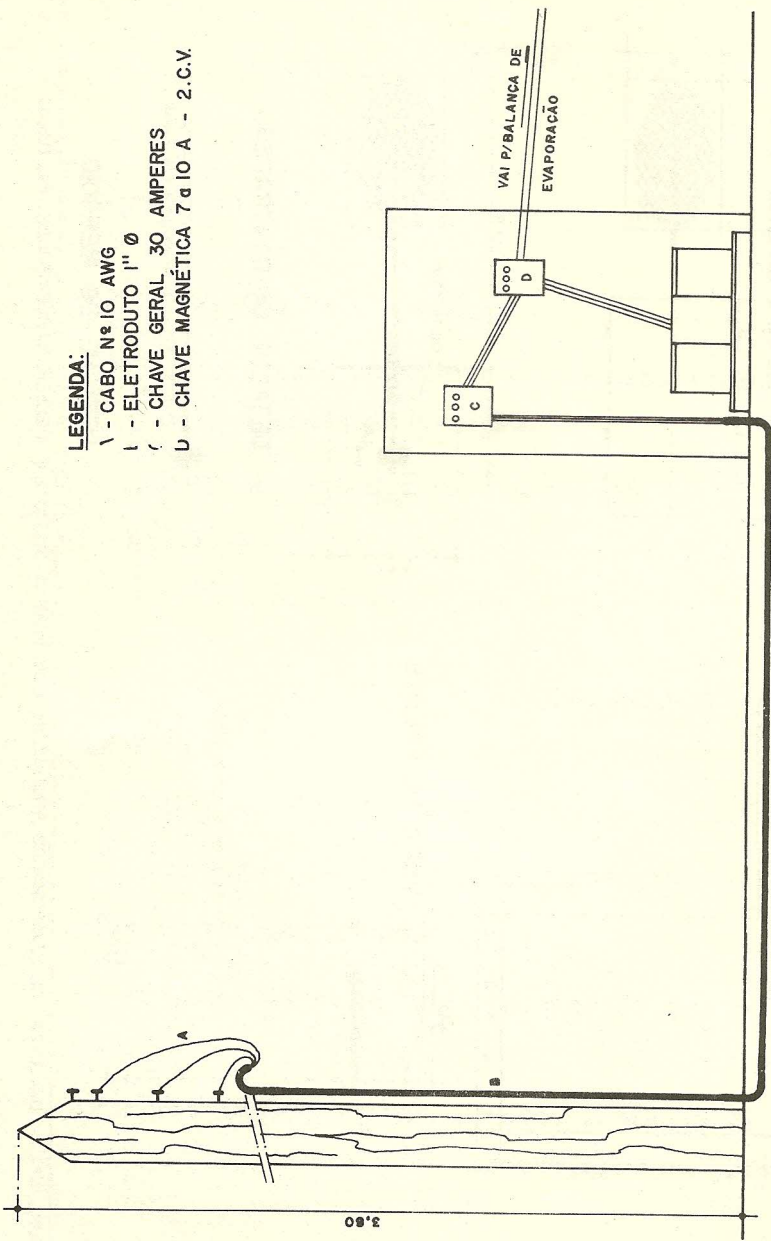 LEGENDA:
\ - CABO Nº 10 AWG
- ELETRODUTO 1" Ø
- CHAVE GERAL 30 AMPERES
D - CHAVE MAGNÉTICA 7 a 10 A - 2.C.V.
VAI P/BALANÇA DE
EVAPORAÇÃO
C
D
A
B
3,80